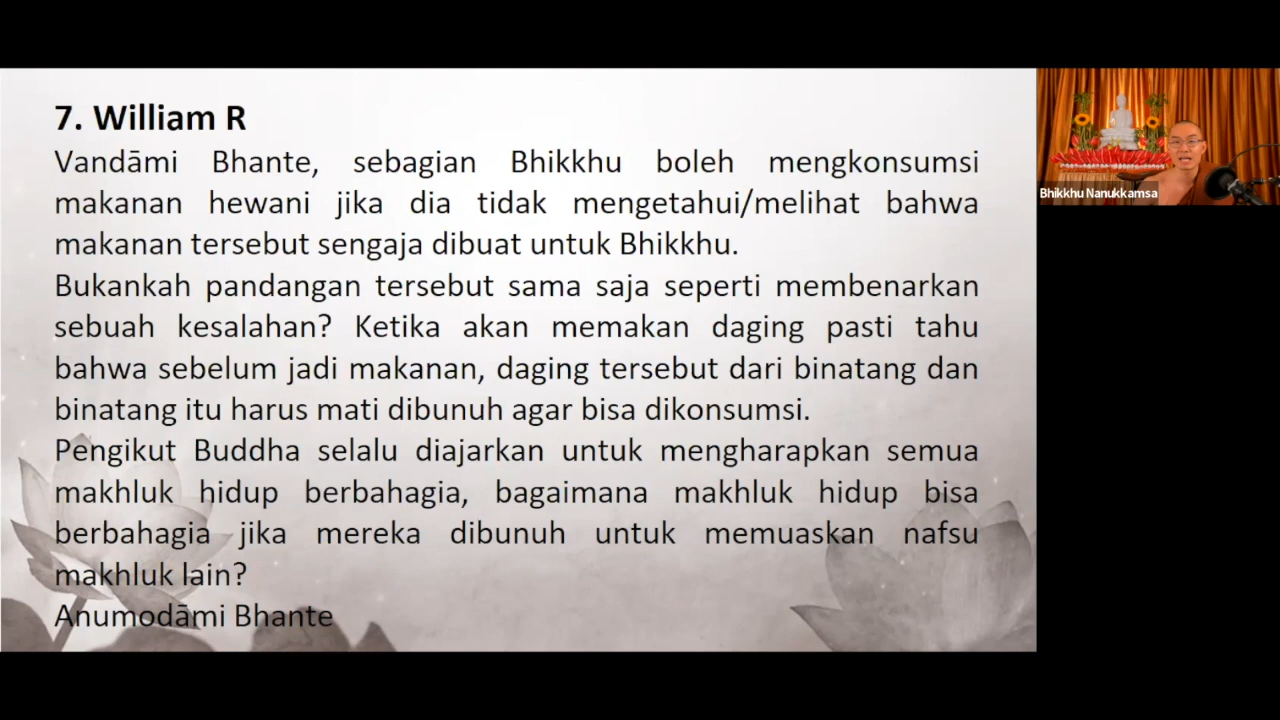 7. William R
Vandāmi Bhante, sebagian Bhikkhu boleh mengkonsumsi
makanan hewani jika dia tidak mengetahui/melihat bahwa
makanan tersebut sengaja dibuat untuk Bhikkhu.
Bukankah pandangan tersebut sama saja seperti membenarkan
sebuah kesalahan? Ketika akan memakan daging pasti tahu
bahwa sebelum jadi makanan, daging tersebut dari binatang dan
binatang itu harus mati dibunuh agar bisa dikonsumsi.
Pengikut Buddha selalu diajarkan untuk mengharapkan semua
makhluk hidup berbahagia, bagaimana makhluk hidup bisa
berbahagia jika mereka dibunuh untuk memuaskan nafsu
makhluk lain?
Anumodāmi Bhante
Bhikkhu Nanukkamsa